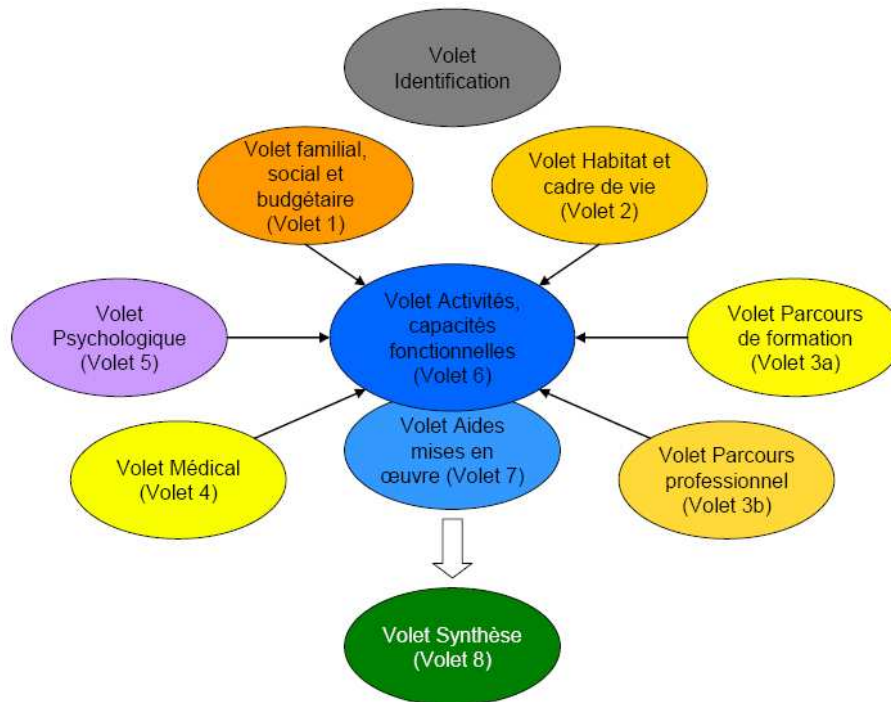 Volet
Identification
Volet familial,
social et
budgétaire
(Volet 1)
Volet Habitat et
cadre de vie
(Volet 2)
Volet
Psychologique
(Volet 5)
Volet Activités,
capacités
fonctionnelles
(Volet 6)
Volet Parcours
de formation
(Volet 3a)
Volet Médical
(Volet 4)
Volet Aides
mises en
œuvre (Volet 7)
Volet Parcours
professionnel
(Volet 3b)
Volet Synthèse
(Volet 8)